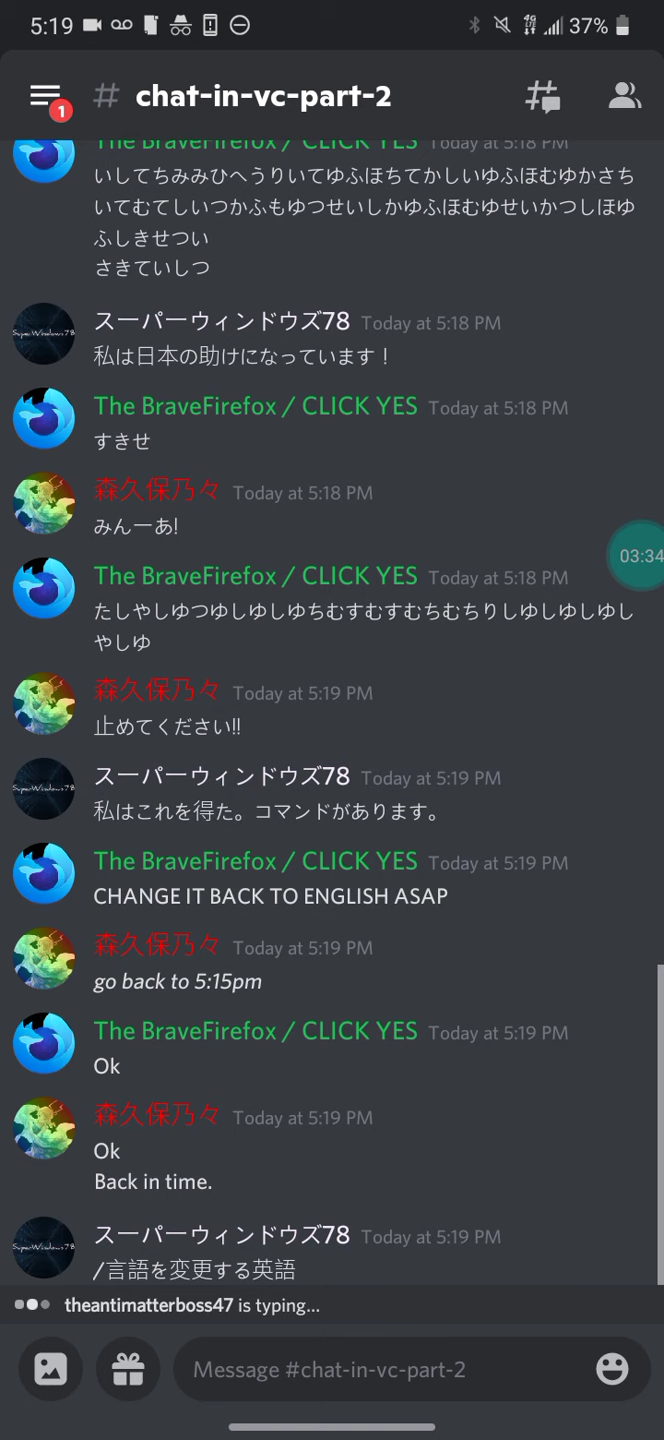 5:19 37%
1 # chat-in-vc-part-2
The BraveFirefox / CLICK YES Today at 5:18 PM
いしてちみみひへうりいてゆふほちてかしいゆふほむゆかさち
いてむてしいつかふもゆつせいしかゆふほむゆせいかつしほゆ
ふしきせつい
さきていしつ
スーパーウィンドウズ78 Today at 5:18 PM
私は日本の助けになっています！
The BraveFirefox / CLICK YES Today at 5:18 PM
すきせ
森久保乃々 Today at 5:18 PM
みんーあ!
The BraveFirefox / CLICK YES Today at 5:18 PM
たしやしゆつゆしゆしゆちむすむすむちむちりしゆしゆしゆし
やしゆ
03:34
森久保乃々 Today at 5:19 PM
止めてください!!
スーパーウィンドウズ78 Today at 5:19 PM
私はこれを得た。コマンドがあります。
The BraveFirefox / CLICK YES Today at 5:19 PM
CHANGE IT BACK TO ENGLISH ASAP
森久保乃々 Today at 5:19 PM
go back to 5:15pm
The BraveFirefox / CLICK YES Today at 5:19 PM
Ok
森久保乃々 Today at 5:19 PM
Ok
Back in time.
スーパーウィンドウズ78 Today at 5:19 PM
/言語を変更する英語
theantimatterboss47 is typing...
Message #chat-in-vc-part-2